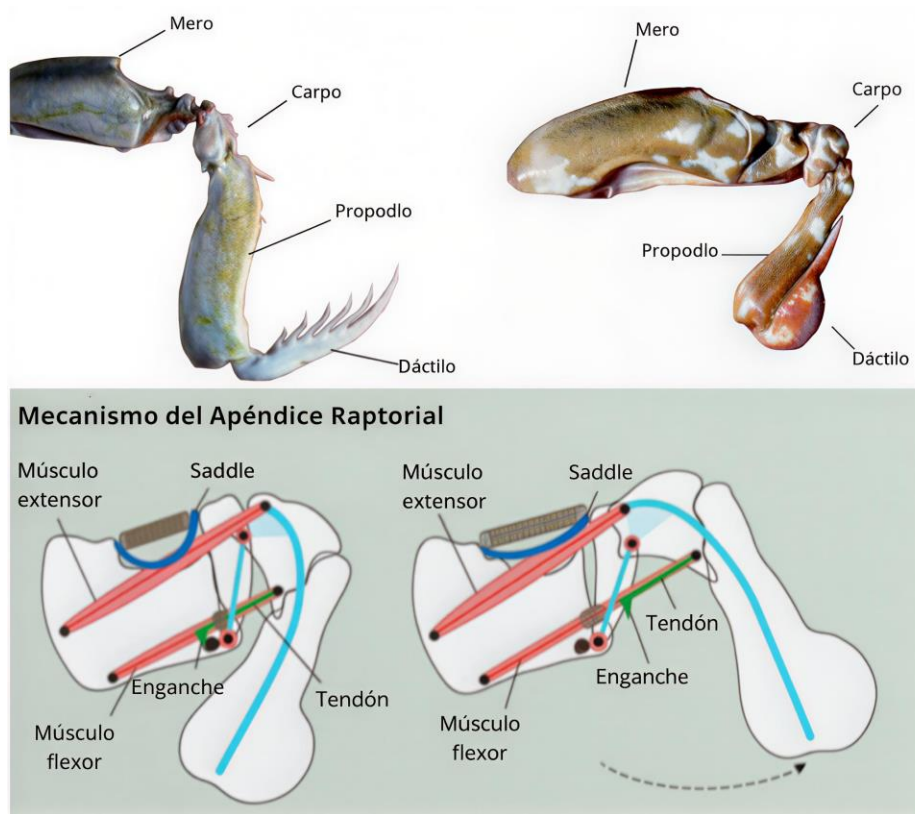 Mero
Carpo
Propodlo
Dáctilo
Mero
Carpo
Propodlo
Dáctilo
Mecanismo del Apéndice Raptorial
Músculo
extensor
Saddle
Enganche
Tendón
Músculo
flexor
Músculo
extensor
Saddle
Tendón
Enganche
Músculo
flexor